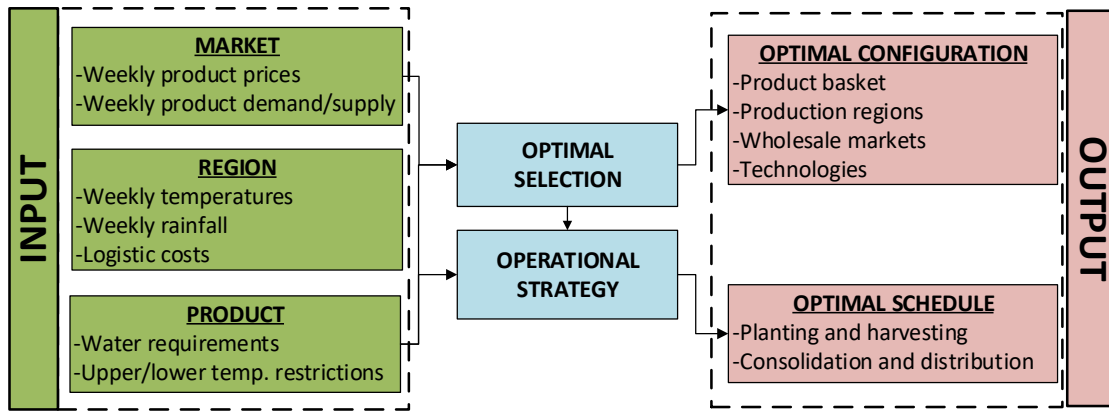 INPUT
MARKET
-Weekly product prices
-Weekly product demand/supply
REGION
-Weekly temperatures
-Weekly rainfall
-Logistic costs
PRODUCT
-Water requirements
-Upper/lower temp. restrictions
OPTIMAL
SELECTION
OPERATIONAL
STRATEGY
OPTIMAL CONFIGURATION
-Product basket
-Production regions
-Wholesale markets
-Technologies
OPTIMAL SCHEDULE
-Planting and harvesting
-Consolidation and distribution
OUTPUT